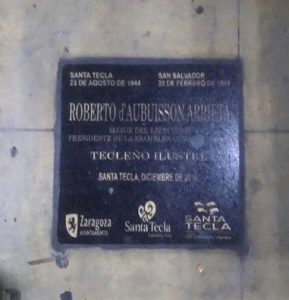 SANTA TECLA
23 DE AGOSTO DE 1944
SAN SALVADOR
20 DE FEBRERO DE
ROBERTO d'AUBUISSON ARRIETA
MAYOR DEL EJERCITO
PRESIDENTE DE LA ASAMBLEA
TECLEÑO ILUSTRE
SANTA TECLA, DICIEMBRE DE
Zaragoza
AYUNTAMIENTO
Santa Tecla
SANTA
TECLA